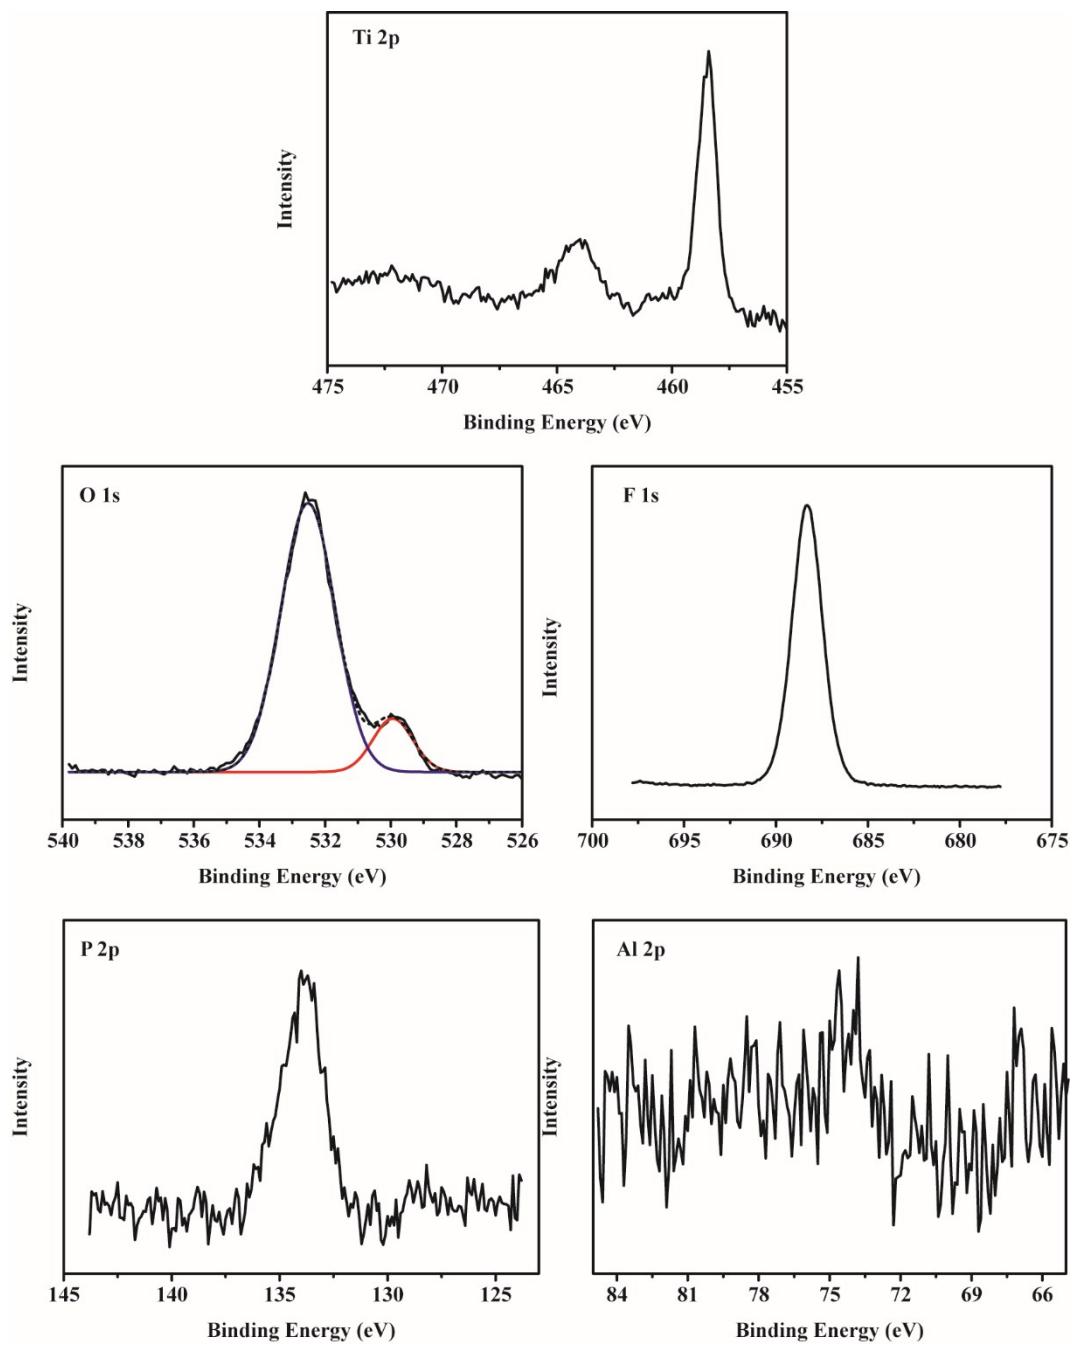 Ti 2p
Intensity
475 470 465 460 455
Binding Energy (eV)
O 1s
Intensity
540 538 536 534 532 530 528 526
Binding Energy (eV)
F 1s
Intensity
700 695 690 685 680 675
Binding Energy (eV)
P 2p
Intensity
145 140 135 130 125
Binding Energy (eV)
Al 2p
Intensity
84 81 78 75 72 69 66
Binding Energy (eV)